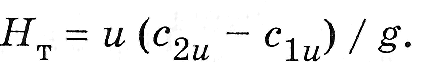 Hт = u (c2u − c1u) / g.